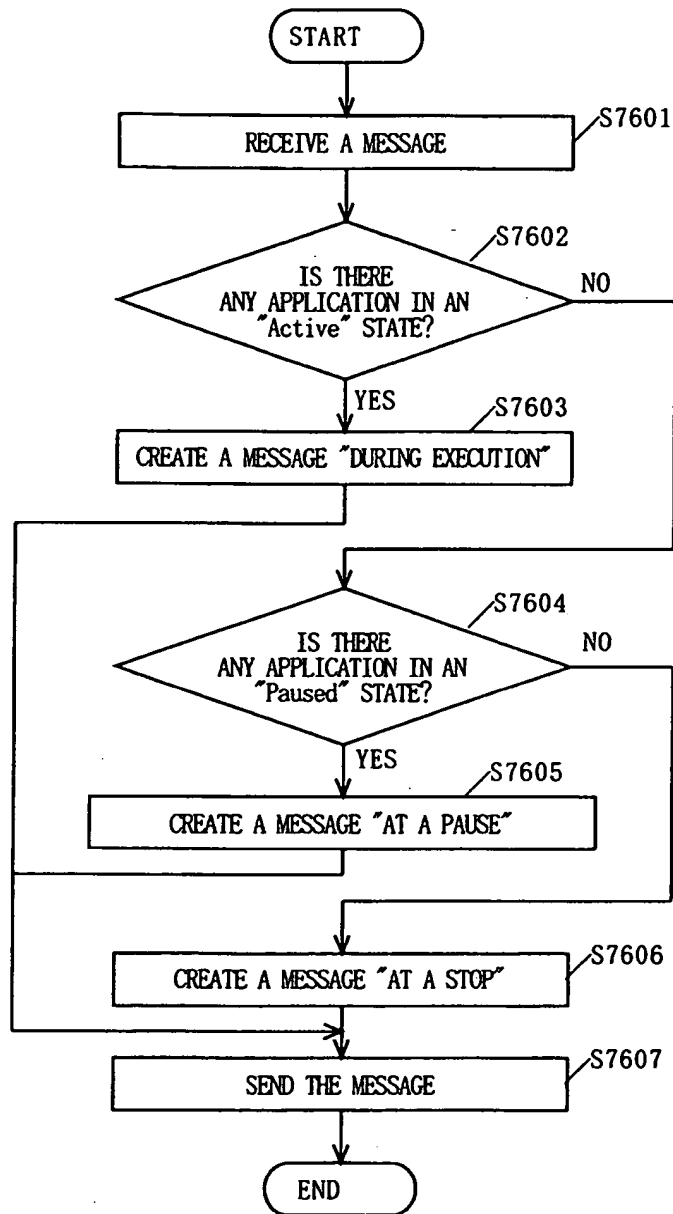 START
RECEIVE A MESSAGE
S7601
S7602
IS THERE
ANY APPLICATION IN AN
"Active" STATE?
NO
YES
S7603
CREATE A MESSAGE "DURING EXECUTION"
S7604
IS THERE
ANY APPLICATION IN AN
"Paused" STATE?
NO
YES
S7605
CREATE A MESSAGE "AT A PAUSE"
S7606
CREATE A MESSAGE "AT A STOP"
S7607
SEND THE MESSAGE
END